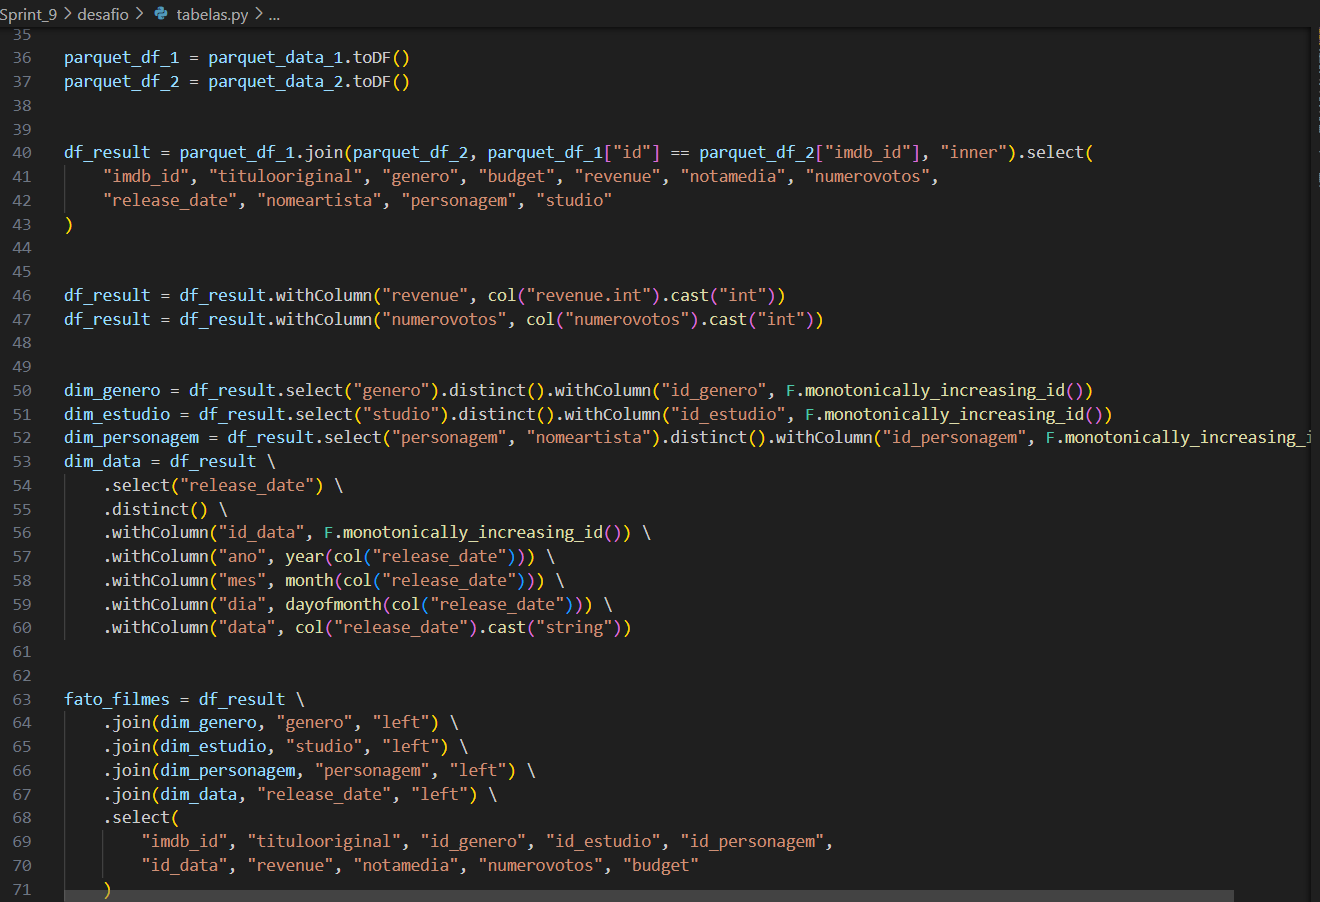 Sprint_9 > desafio > tabelas.py > ...
35
36 parquet_df_1 = parquet_data_1.toDF()
37 parquet_df_2 = parquet_data_2.toDF()
38
39
40 df_result = parquet_df_1.join(parquet_df_2, parquet_df_1["id"] == parquet_df_2["imdb_id"], "inner").select(
41     "imdb_id", "titulooriginal", "genero", "budget", "revenue", "notamedia", "numerovotos",
42     "release_date", "nomeartista", "personagem", "studio"
43 )
44
45
46 df_result = df_result.withColumn("revenue", col("revenue.int").cast("int"))
47 df_result = df_result.withColumn("numerovotos", col("numerovotos").cast("int"))
48
49
50 dim_genero = df_result.select("genero").distinct().withColumn("id_genero", F.monotonically_increasing_id())
51 dim_estudio = df_result.select("studio").distinct().withColumn("id_estudio", F.monotonically_increasing_id())
52 dim_personagem = df_result.select("personagem", "nomeartista").distinct().withColumn("id_personagem", F.monotonically_increasing_i
53 dim_data = df_result \
54     .select("release_date") \
55     .distinct() \
56     .withColumn("id_data", F.monotonically_increasing_id()) \
57     .withColumn("ano", year(col("release_date"))) \
58     .withColumn("mes", month(col("release_date"))) \
59     .withColumn("dia", dayofmonth(col("release_date"))) \
60     .withColumn("data", col("release_date").cast("string"))
61
62
63 fato_filmes = df_result \
64     .join(dim_genero, "genero", "left") \
65     .join(dim_estudio, "studio", "left") \
66     .join(dim_personagem, "personagem", "left") \
67     .join(dim_data, "release_date", "left") \
68     .select(
69         "imdb_id", "titulooriginal", "id_genero", "id_estudio", "id_personagem",
70         "id_data", "revenue", "notamedia", "numerovotos", "budget"
71     )